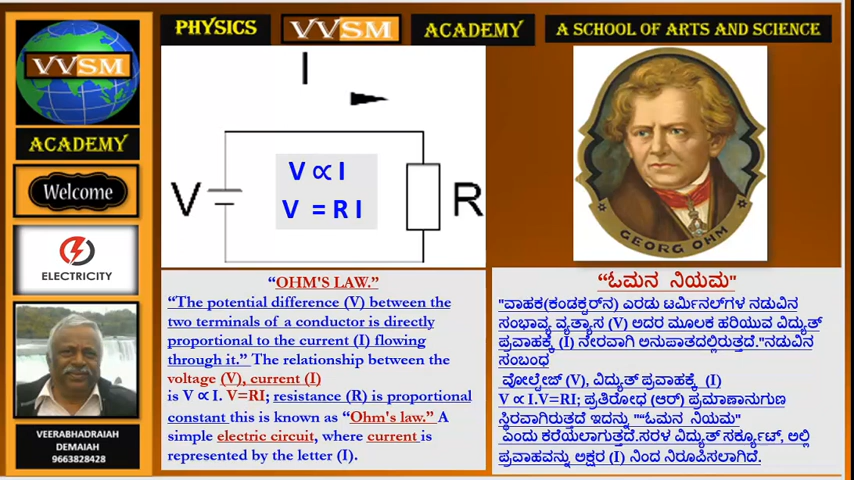 PHYSICS
VVSM
ACADEMY
A SCHOOL OF ARTS AND SCIENCE
VVSM
ACADEMY
Welcome
ELECTRICITY
VEERABHADRAIAH
DEMAIAH
9663828428
I
V
V ∝ I
V = R I
R
GEORG OHM
“OHM'S LAW.”
“The potential difference (V) between the
two terminals of a conductor is directly
proportional to the current (I) flowing
through it.” The relationship between the
voltage (V), current (I)
is V ∝ I. V=RI; resistance (R) is proportional
constant this is known as “Ohm's law.” A
simple electric circuit, where current is
represented by the letter (I).
“ಓಮನ ನಿಯಮ"
"ವಾಹಕ(ಕಂಡಕ್ಟರ್‌ನ) ಎರಡು ಟರ್ಮಿನಲ್‌ಗಳ ನಡುವಿನ
ಸಂಭಾವ್ಯ ವ್ಯತ್ಯಾಸ (V) ಅದರ ಮೂಲಕ ಹರಿಯುವ ವಿದ್ಯುತ್
ಪ್ರವಾಹಕ್ಕೆ (I) ನೇರವಾಗಿ ಅನುಪಾತದಲ್ಲಿರುತ್ತದೆ."ನಡುವಿನ
ಸಂಬಂಧ
ವೋಲ್ಟೇಜ್ (V), ವಿದ್ಯುತ್ ಪ್ರವಾಹಕ್ಕೆ (I)
V ∝ I.V=RI; ಪ್ರತಿರೋಧ (ಆರ್) ಪ್ರಮಾಣಾನುಗುಣ
ಸ್ಥಿರವಾಗಿರುತ್ತದೆ ಇದನ್ನು "“ಓಮನ ನಿಯಮ"
ಎಂದು ಕರೆಯಲಾಗುತ್ತದೆ.ಸರಳ ವಿದ್ಯುತ್ ಸರ್ಕ್ಯೂಟ್, ಅಲ್ಲಿ
ಪ್ರವಾಹವನ್ನು ಅಕ್ಷರ (I) ನಿಂದ ನಿರೂಪಿಸಲಾಗಿದೆ.